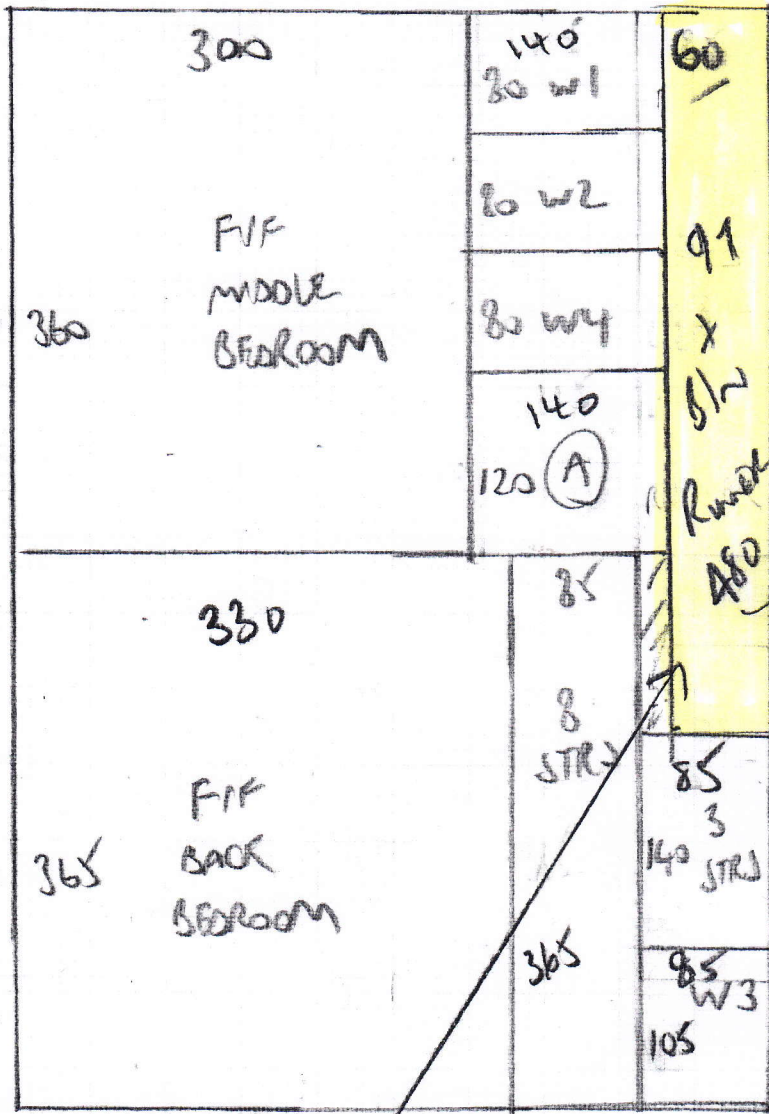 300
360
F/F
MIDDLE
BEDROOM
140
80 W1
80 W2
80 W4
140
120 A
60
91
X
B/W
RUNNER
480
330
365
F/F
BACK
BEDROOM
85
8
STRS
365
85
3
140 STRS
85
W3
105